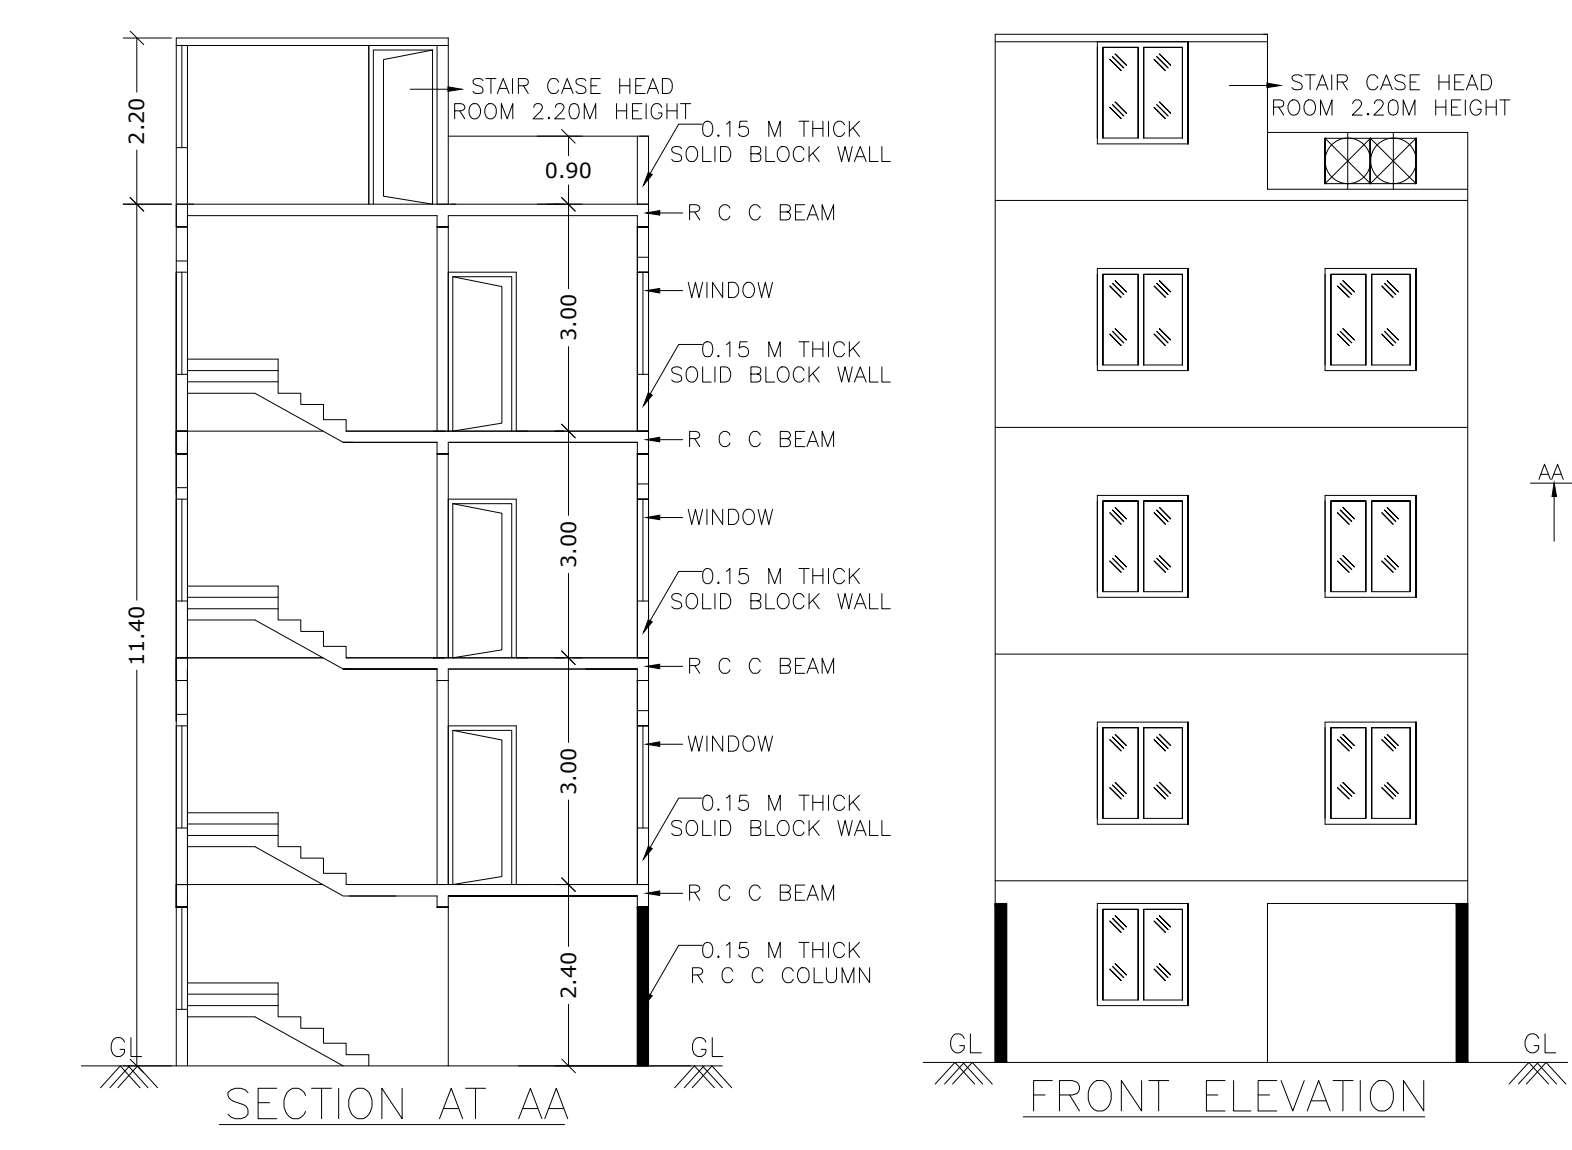 2.20
STAIR CASE HEAD
ROOM 2.20M HEIGHT
0.15 M THICK
SOLID BLOCK WALL
0.90
R C C BEAM
WINDOW
3.00
0.15 M THICK
SOLID BLOCK WALL
R C C BEAM
WINDOW
3.00
0.15 M THICK
SOLID BLOCK WALL
11.40
R C C BEAM
WINDOW
3.00
0.15 M THICK
SOLID BLOCK WALL
R C C BEAM
0.15 M THICK
R C C COLUMN
2.40
GL
GL
SECTION AT AA
STAIR CASE HEAD
ROOM 2.20M HEIGHT
AA
GL
GL
FRONT ELEVATION